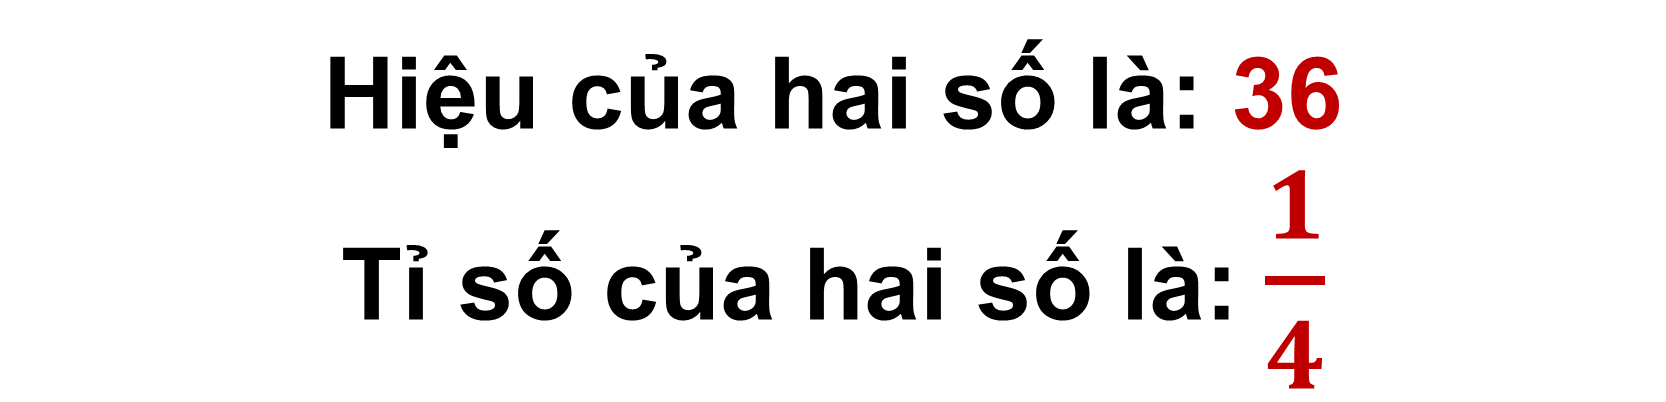 Hiệu của hai số là: 36
Tỉ số của hai số là: 1/4